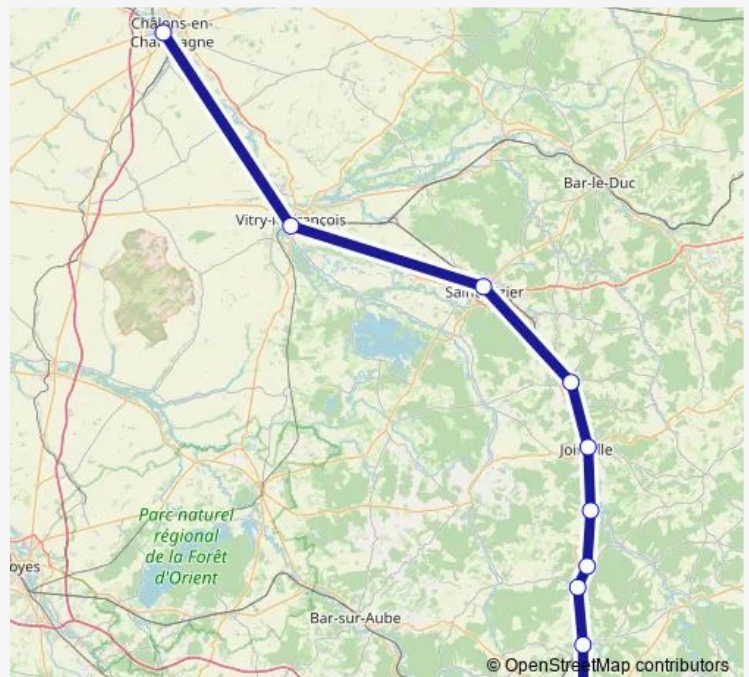 Châlons-en-
Champagne
Bar-le-Duc
Vitry-le-François
Saint-Dizier
Joinville
Parc naturel
régional
de la Forêt
d'Orient
oyes
Bar-sur-Aube
© OpenStreetMap contributors